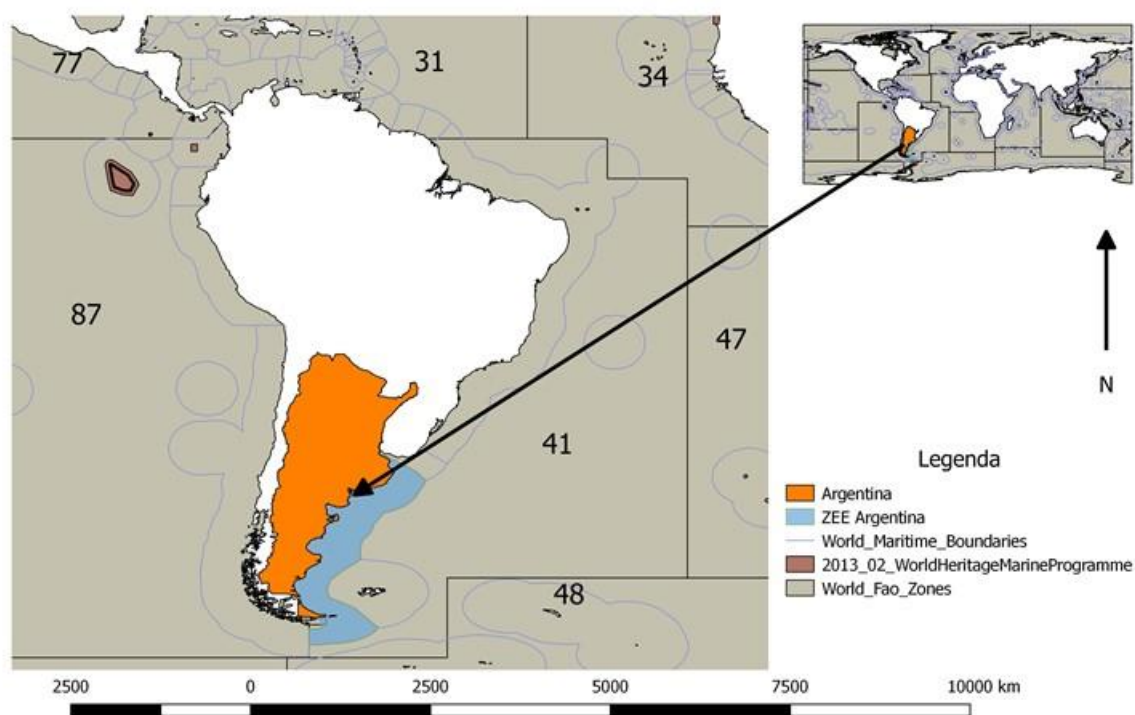 77
31
34
87
47
41
48
N
Legenda
Argentina
ZEE Argentina
World_Maritime_Boundaries
2013_02_WorldHeritageMarineProgramme
World_Fao_Zones
2500 0 2500 5000 7500 10000 km